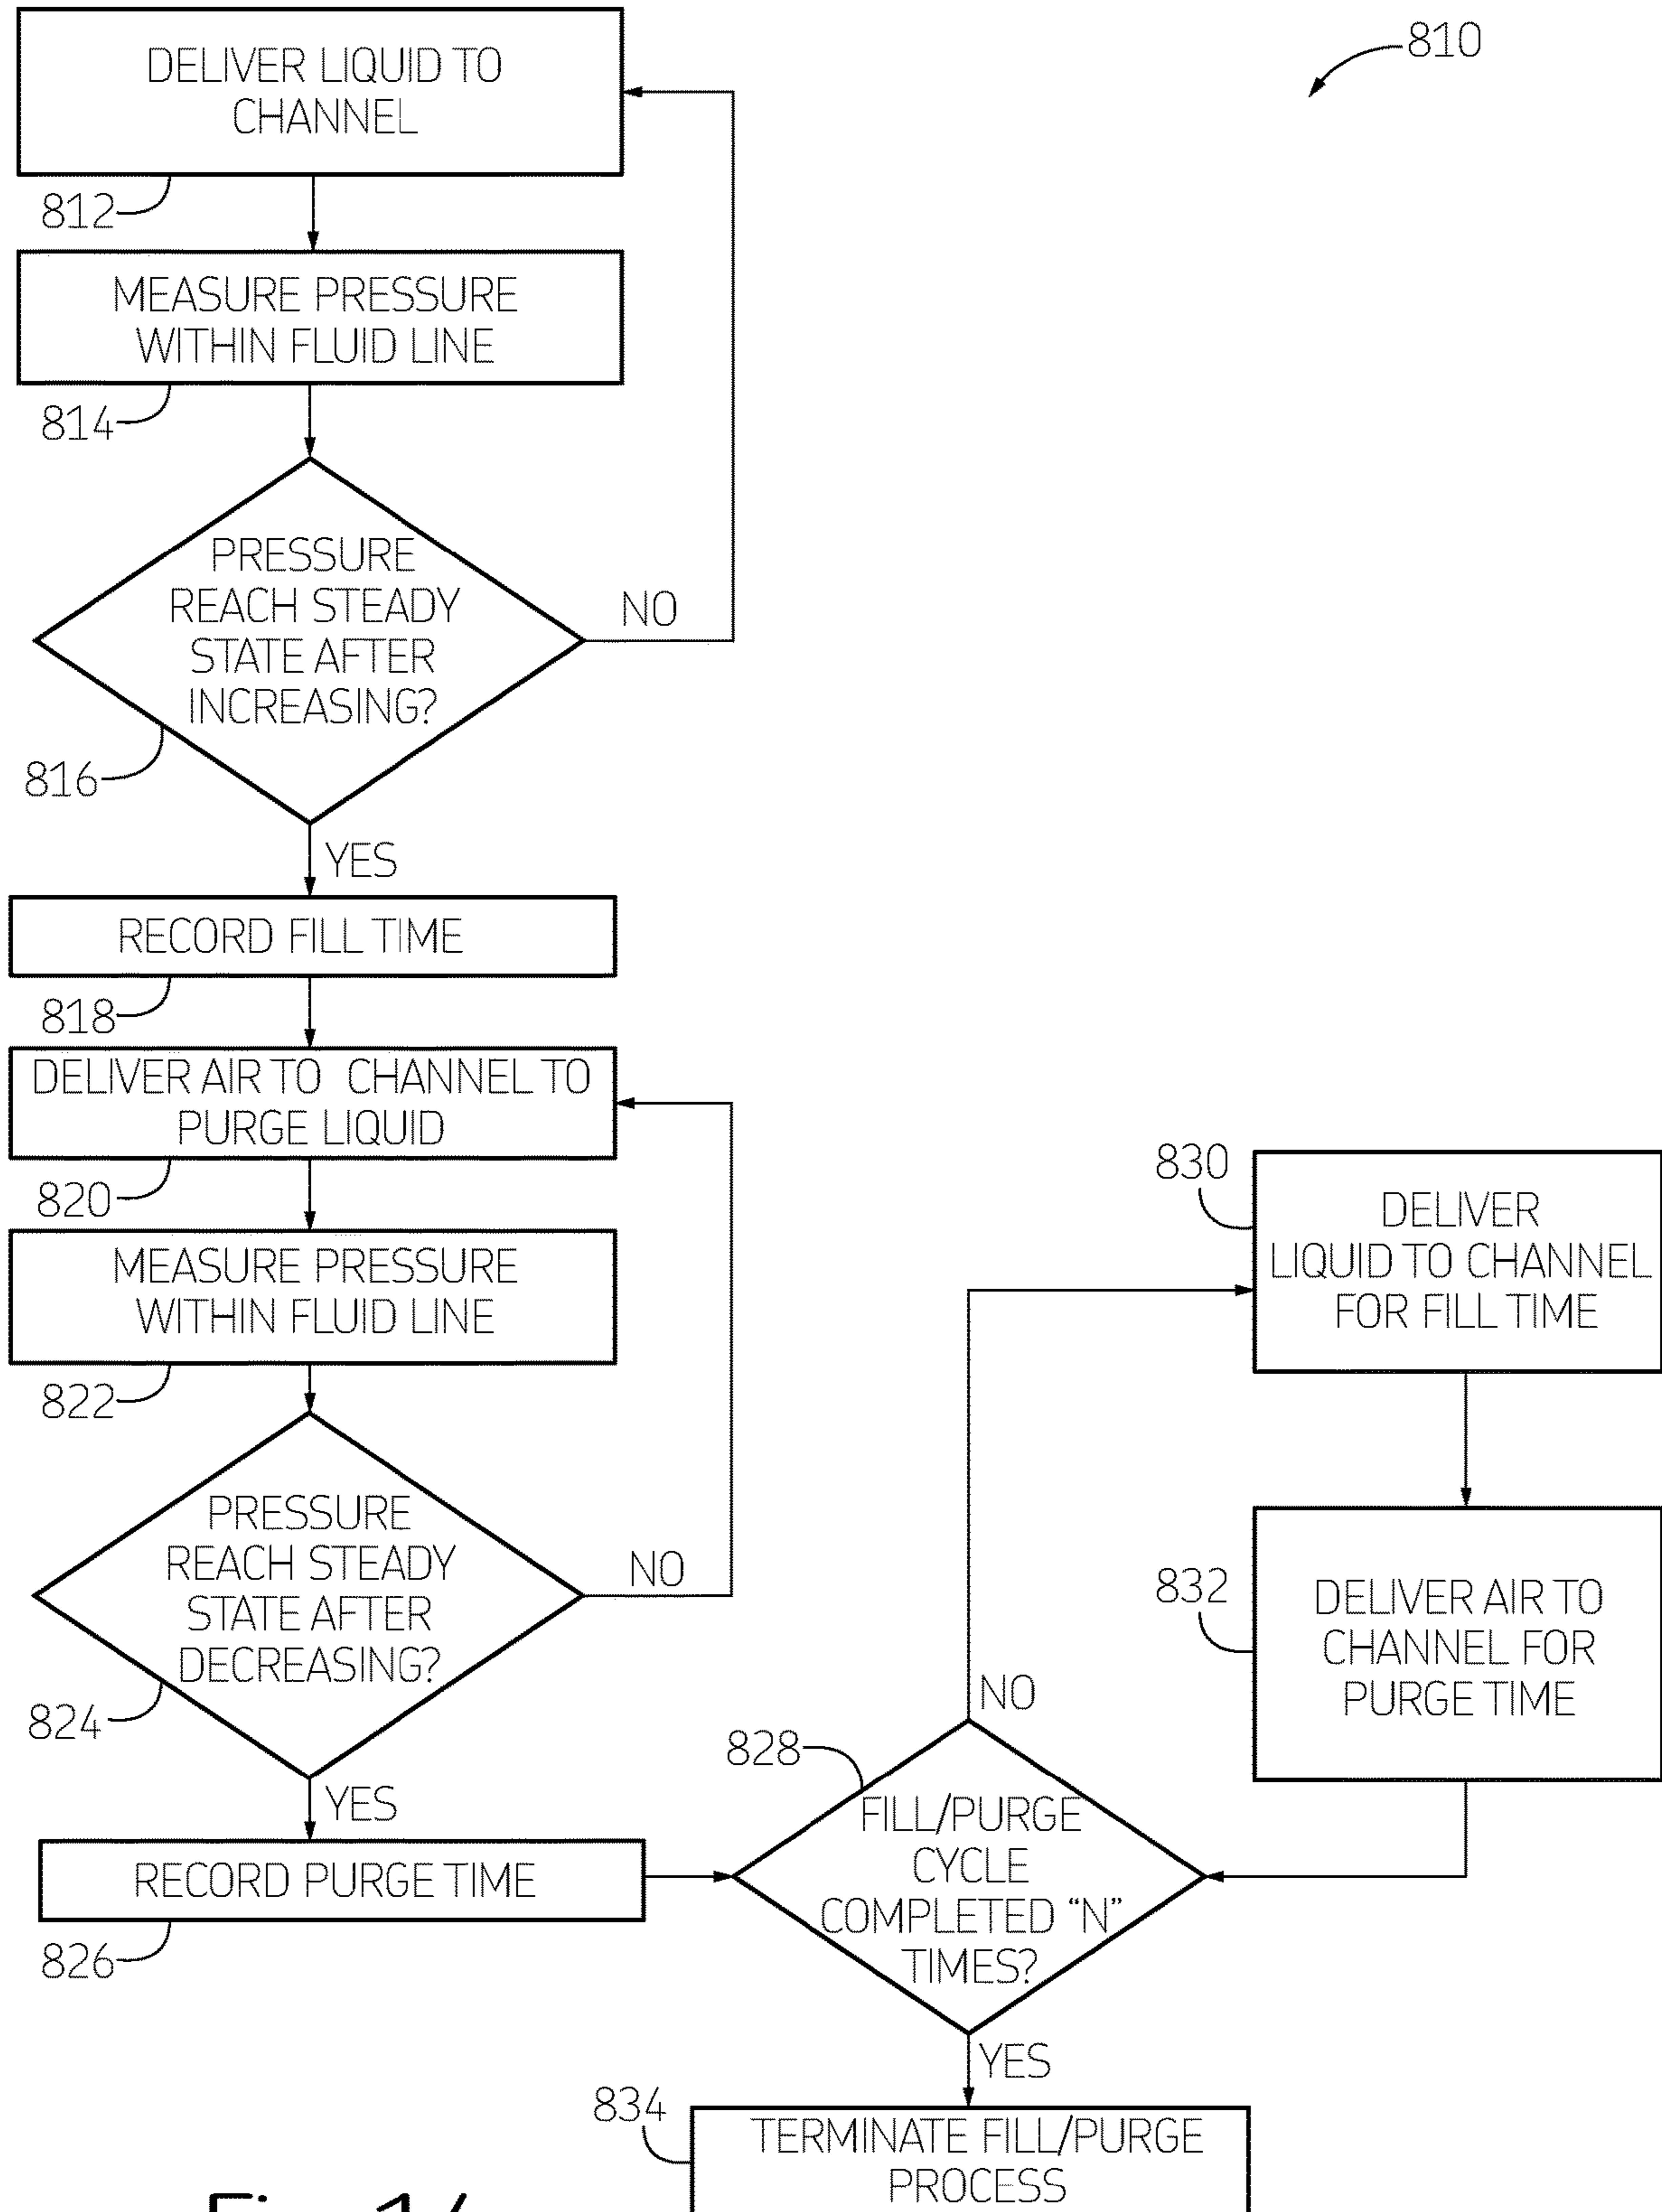 810
DELIVER LIQUID TO
CHANNEL
812
MEASURE PRESSURE
WITHIN FLUID LINE
814
PRESSURE
REACH STEADY
STATE AFTER
INCREASING?
NO
816
YES
RECORD FILL TIME
818
DELIVER AIR TO CHANNEL TO
PURGE LIQUID
820
MEASURE PRESSURE
WITHIN FLUID LINE
822
PRESSURE
REACH STEADY
STATE AFTER
DECREASING?
NO
824
YES
RECORD PURGE TIME
826
828
FILL/PURGE
CYCLE
COMPLETED “N”
TIMES?
NO
830
DELIVER
LIQUID TO CHANNEL
FOR FILL TIME
832
DELIVER AIR TO
CHANNEL FOR
PURGE TIME
YES
834
TERMINATE FILL/PURGE
PROCESS